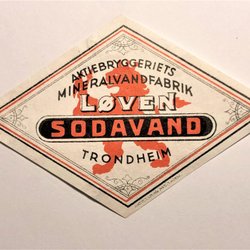 AKTIEBRYGGERIETS
MINERALVANDFABRIK
LØVEN
SODAVAND
TRONDHEIM